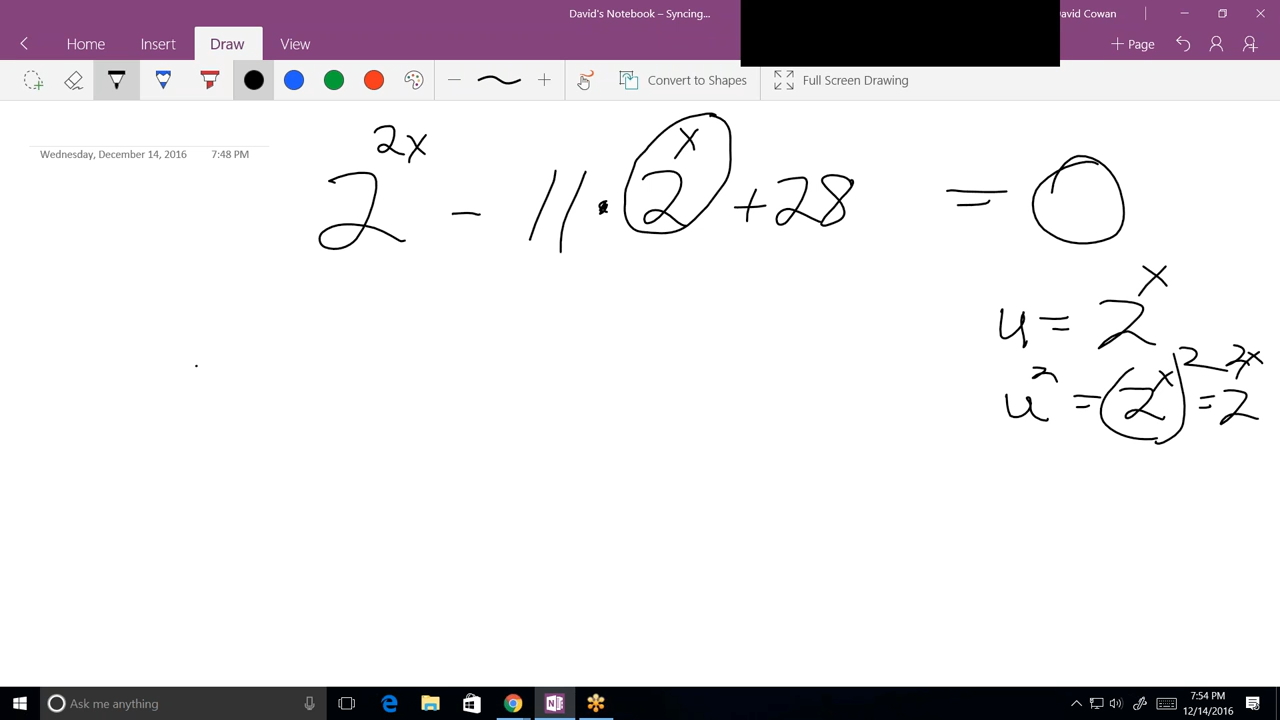 David's Notebook – Syncing...
avid Cowan
Home Insert Draw View
Page
Convert to Shapes
Full Screen Drawing
Wednesday, December 14, 2016 7:48 PM
2^{2x} - 11 · 2^x + 28 = 0
u = 2^x
u^2 = (2^x)^2 = 2^{2x}
Ask me anything
7:54 PM
12/14/2016